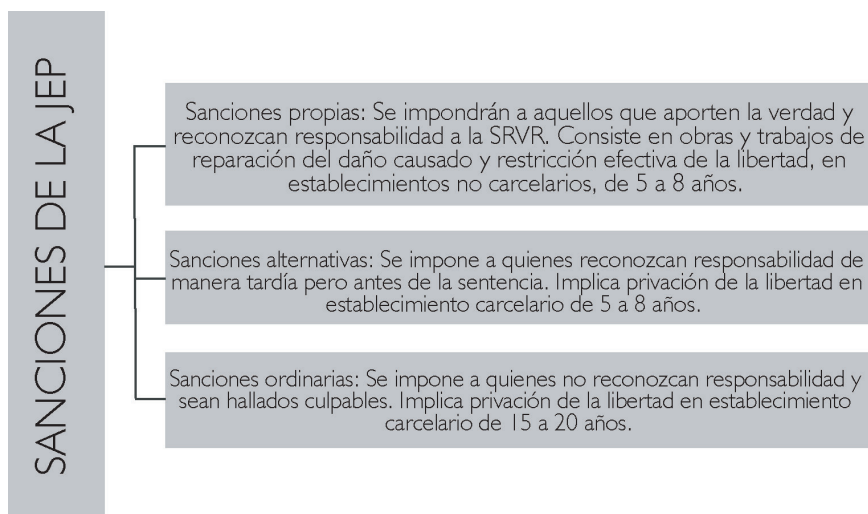 SANCIONES DE LA JEP
Sanciones propias: Se impondrán a aquellos que aporten la verdad y
reconozcan responsabilidad a la SRVR. Consiste en obras y trabajos de
reparación del daño causado y restricción efectiva de la libertad, en
establecimientos no carcelarios, de 5 a 8 años.
Sanciones alternativas: Se impone a quienes reconozcan responsabilidad de
manera tardía pero antes de la sentencia. Implica privación de la libertad en
establecimiento carcelario de 5 a 8 años.
Sanciones ordinarias: Se impone a quienes no reconozcan responsabilidad y
sean hallados culpables. Implica privación de la libertad en establecimiento
carcelario de 15 a 20 años.